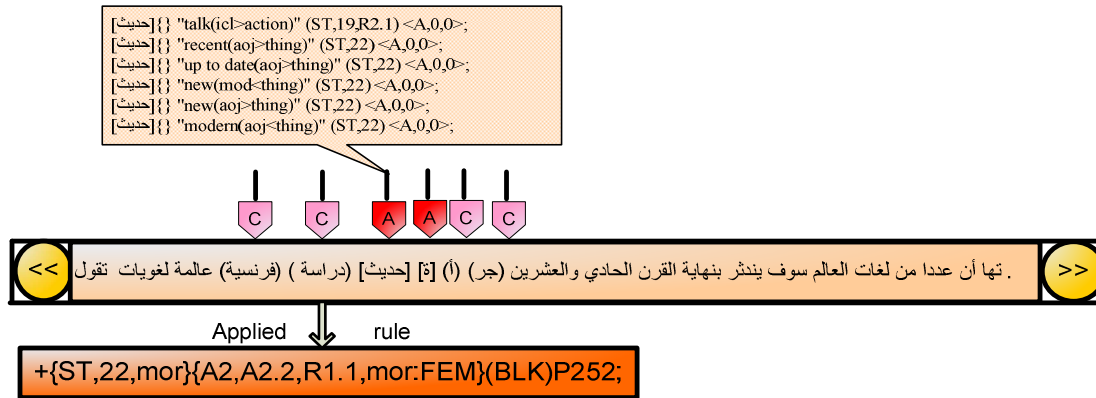 [حديث]{} "talk(icl>action)" (ST,19,R2.1) <A,0,0>;
[حديث]{} "recent(aoj>thing)" (ST,22) <A,0,0>;
[حديث]{} "up to date(aoj>thing)" (ST,22) <A,0,0>;
[حديث]{} "new(mod<thing)" (ST,22) <A,0,0>;
[حديث]{} "new(aoj>thing)" (ST,22) <A,0,0>;
[حديث]{} "modern(aoj<thing)" (ST,22) <A,0,0>;
C C A A C C
<< تقول لغويات عالمة (فرنسية) ( دراسة) [حديث] [ة] (أ) (جر) تها أن عددا من لغات العالم سوف يندثر بنهاية القرن الحادي والعشرين . >>
Applied rule
+{ST,22,mor}{A2,A2.2,R1.1,mor:FEM}(BLK)P252;